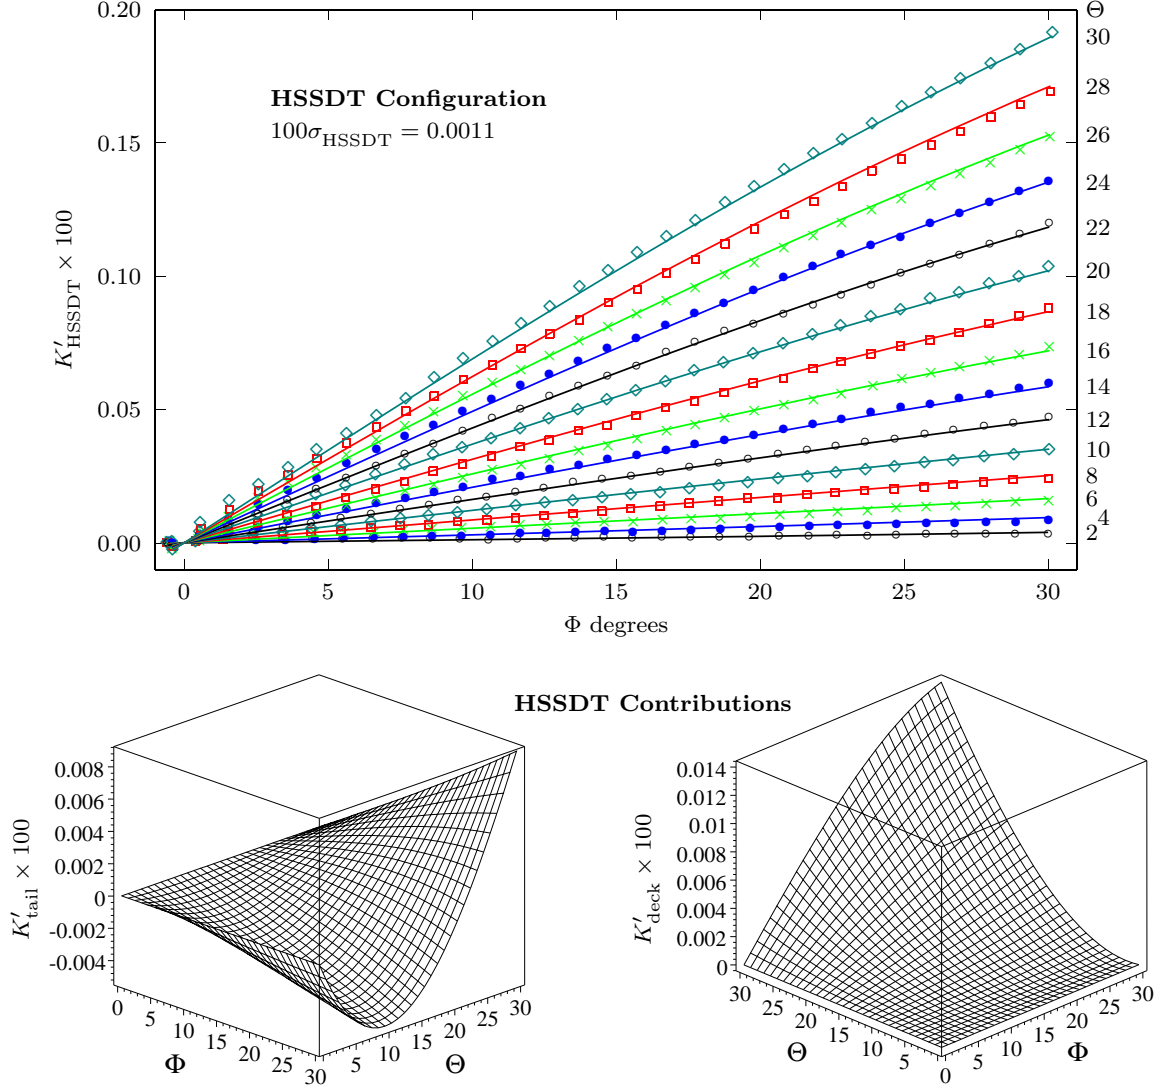 0.20
Θ
30
HSSDT Configuration
28
100σHSSDT = 0.0011
0.15
26
24
K′HSSDT × 100
22
0.10
20
18
16
0.05
14
12
10
8
6
4
0.00
2
0 5 10 15 20 25 30
Φ degrees
HSSDT Contributions
K′tail × 100
0.008
0.006
0.004
0.002
0
-0.002
-0.004
0 5 10 15 20 25 30
Φ
5 10 15 20 25 30
Θ
K′deck × 100
0.014
0.012
0.01
0.008
0.006
0.004
0.002
0
30 25 20 15 10 5 0
Θ
5 10 15 20 25 30
Φ